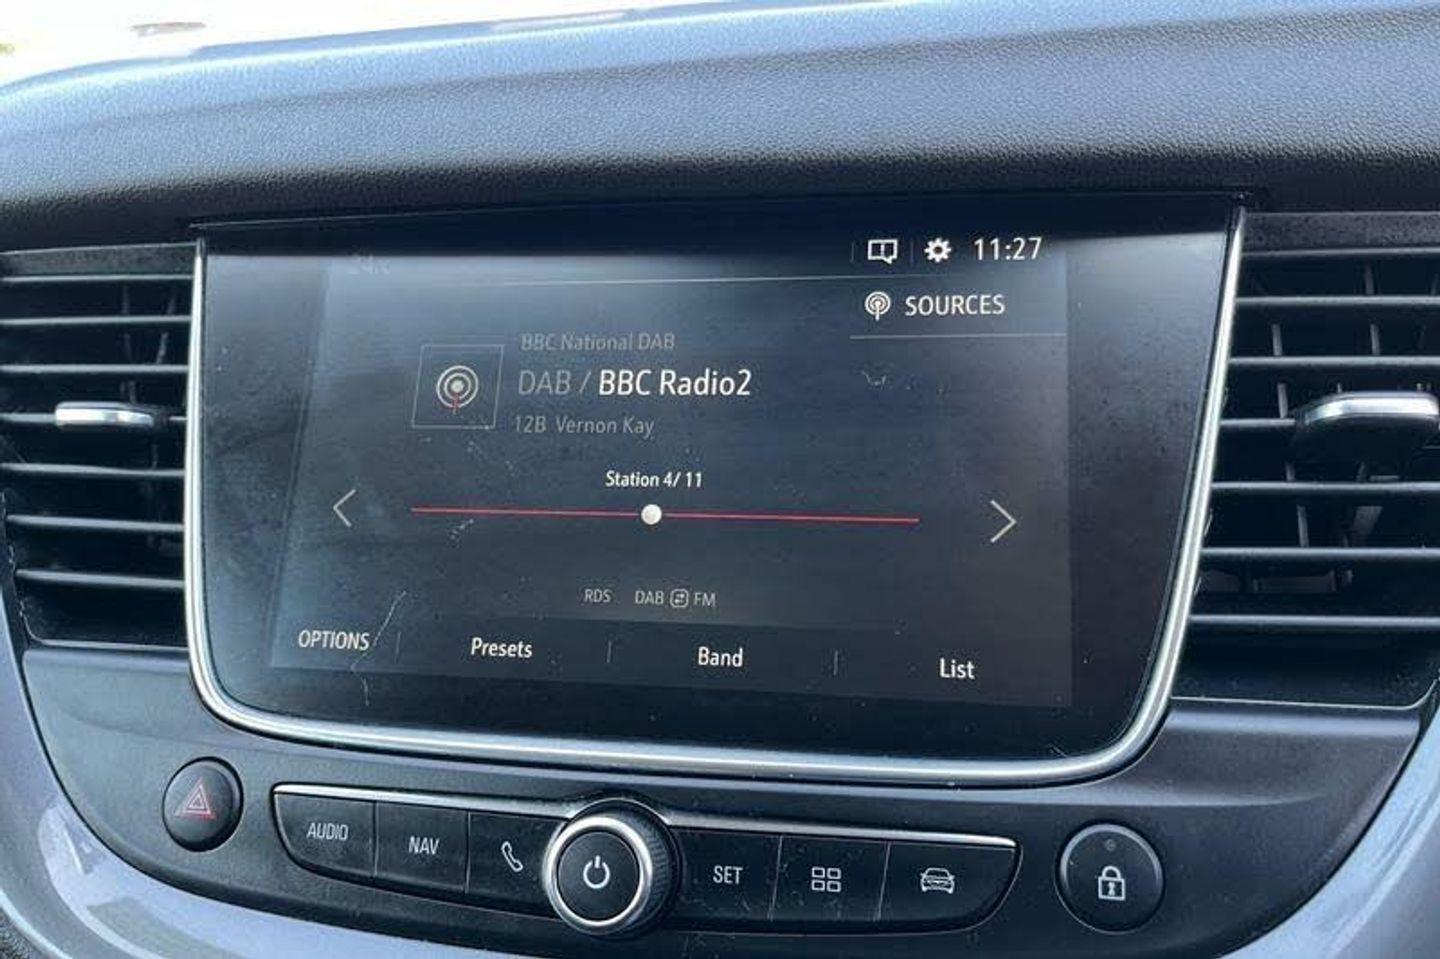 11:27
SOURCES
BBC National DAB
DAB / BBC Radio2
12B Vernon Kay
Station 4/ 11
RDS DAB FM
OPTIONS Presets Band List
AUDIO NAV SET